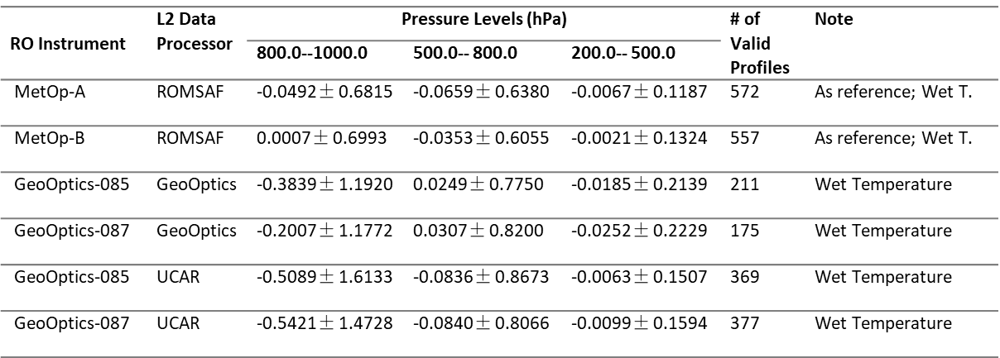 RO Instrument L2 Data Processor Pressure Levels (hPa) # of Valid Profiles Note
800.0--1000.0 500.0-- 800.0 200.0-- 500.0
MetOp-A ROMSAF -0.0492± 0.6815 -0.0659± 0.6380 -0.0067± 0.1187 572 As reference; Wet T.
MetOp-B ROMSAF 0.0007± 0.6993 -0.0353± 0.6055 -0.0021± 0.1324 557 As reference; Wet T.
GeoOptics-085 GeoOptics -0.3839± 1.1920 0.0249± 0.7750 -0.0185± 0.2139 211 Wet Temperature
GeoOptics-087 GeoOptics -0.2007± 1.1772 0.0307± 0.8200 -0.0252± 0.2229 175 Wet Temperature
GeoOptics-085 UCAR -0.5089± 1.6133 -0.0836± 0.8673 -0.0063± 0.1507 369 Wet Temperature
GeoOptics-087 UCAR -0.5421± 1.4728 -0.0840± 0.8066 -0.0099± 0.1594 377 Wet Temperature